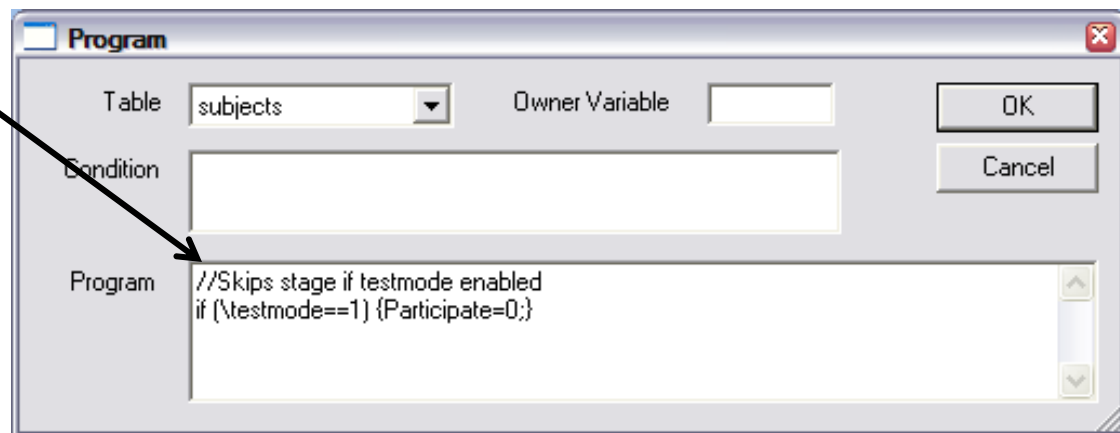 Program
Table subjects Owner Variable OK
Condition Cancel
Program //Skips stage if testmode enabled
if (\testmode==1) {Participate=0;}